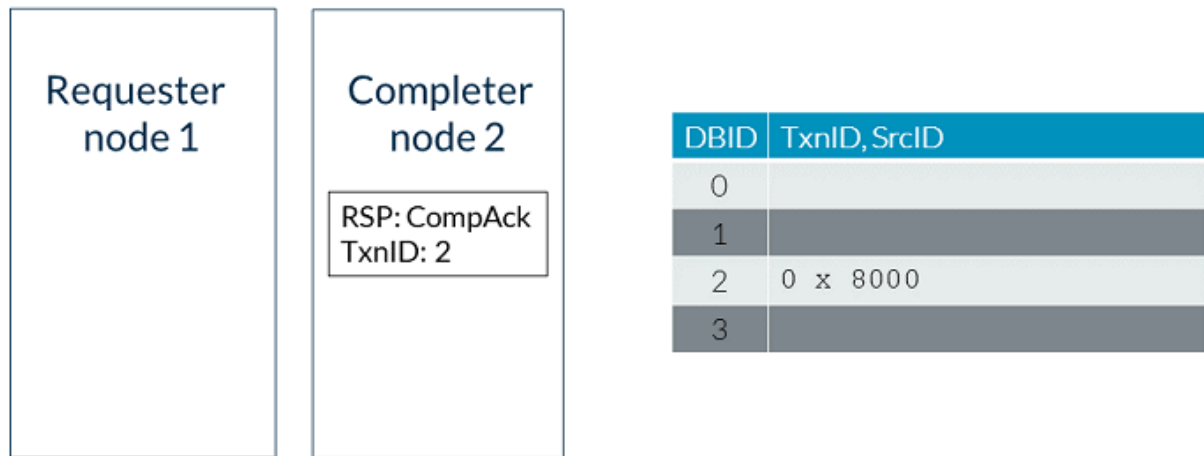 Requester
node 1
Completer
node 2
RSP: CompAck
TxnID: 2
DBID TxnID, SrcID
0
1
2 0 x 8000
3